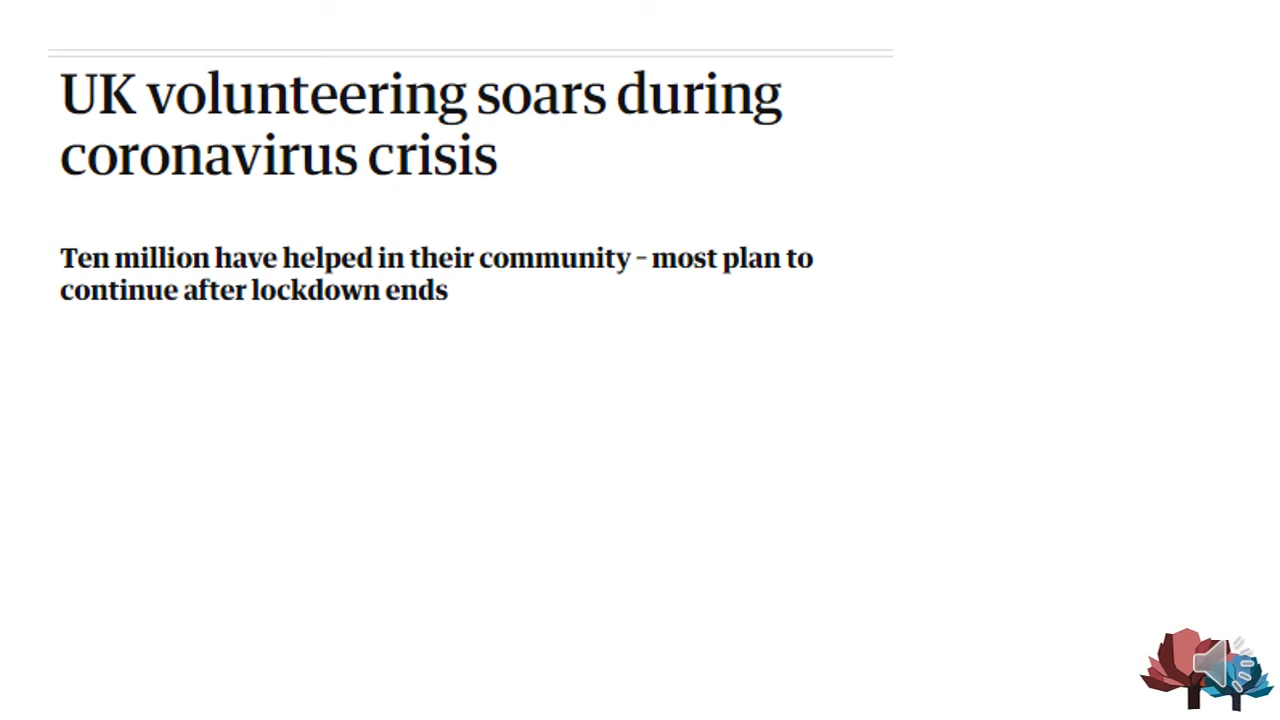 UK volunteering soars during
coronavirus crisis
Ten million have helped in their community – most plan to
continue after lockdown ends